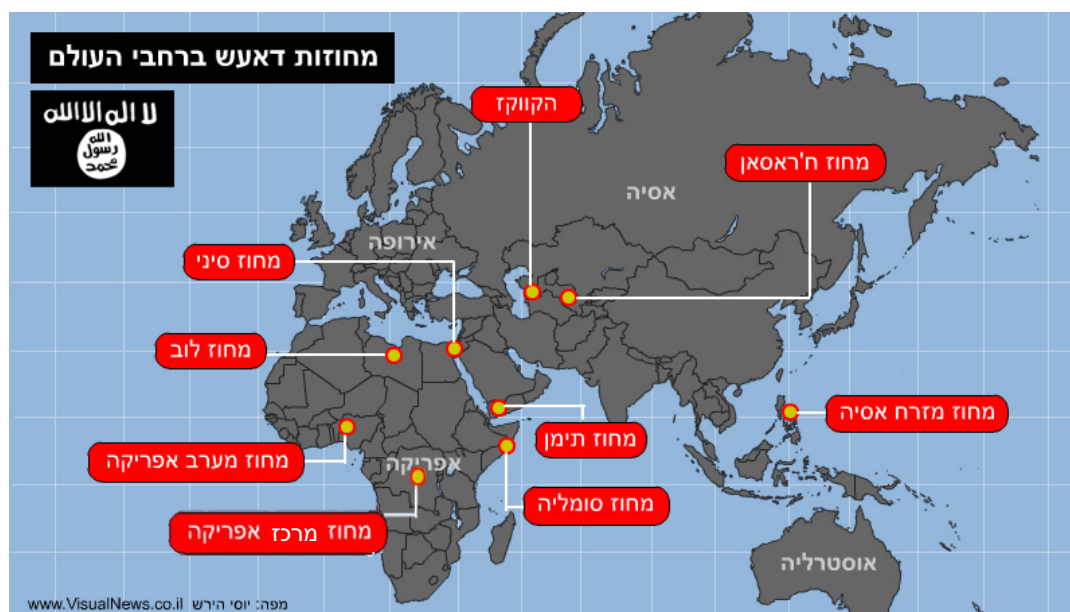 מחוזות דאעש ברחבי העולם
لا اله الا الله
الله
رسول
محمد
הקווקז
מחוז ח'ראסאן
אסיה
אירופה
מחוז סיני
מחוז לוב
מחוז מזרח אסיה
מחוז תימן
מחוז מערב אפריקה
אפריקה
מחוז סומליה
מחוז מרכז אפריקה
אוסטרליה
מפה: יוסי הירש www.VisualNews.co.il